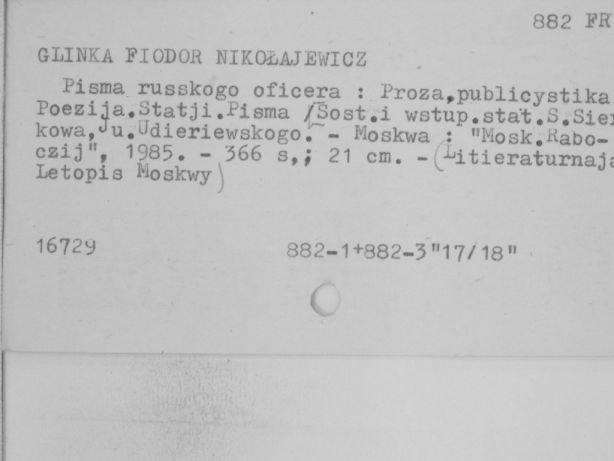 882 FR
GLINKA FIODOR NIKOŁAJEWICZ
Pisma russkogo oficera : Proza,publicystika
Poezija.Statji.Pisma /Sost.i wstup.stat.S.Sier
kowa,Ju.Udieriewskogo. - Moskwa : "Mosk.Rabo-
czij", 1985. - 366 s,; 21 cm. - (Litieraturnaja
Letopis Moskwy)
16729
882-1+882-3"17/18"